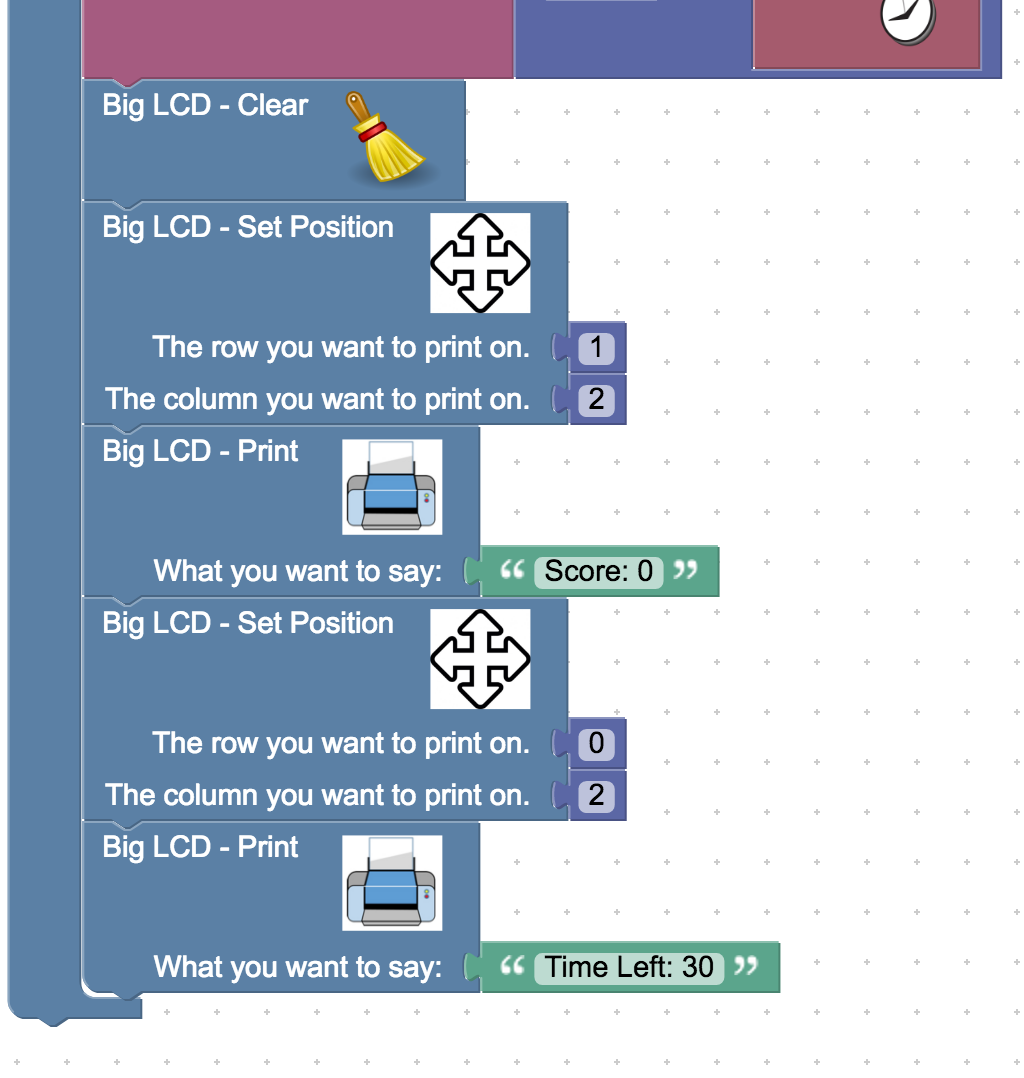 Big LCD - Clear
Big LCD - Set Position
The row you want to print on. 1
The column you want to print on. 2
Big LCD - Print
What you want to say: “ Score: 0 ”
Big LCD - Set Position
The row you want to print on. 0
The column you want to print on. 2
Big LCD - Print
What you want to say: “ Time Left: 30 ”